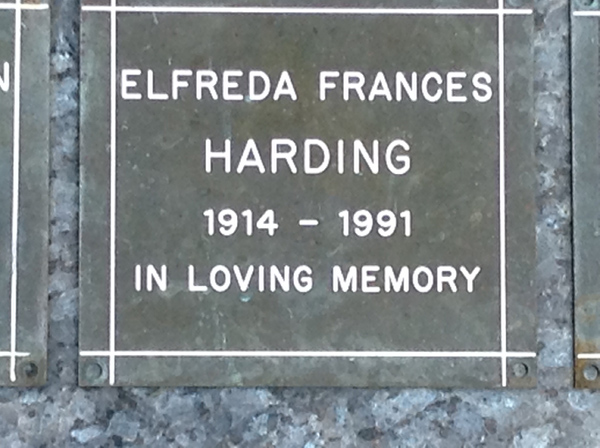 ELFREDA FRANCES
HARDING
1914 - 1991
IN LOVING MEMORY